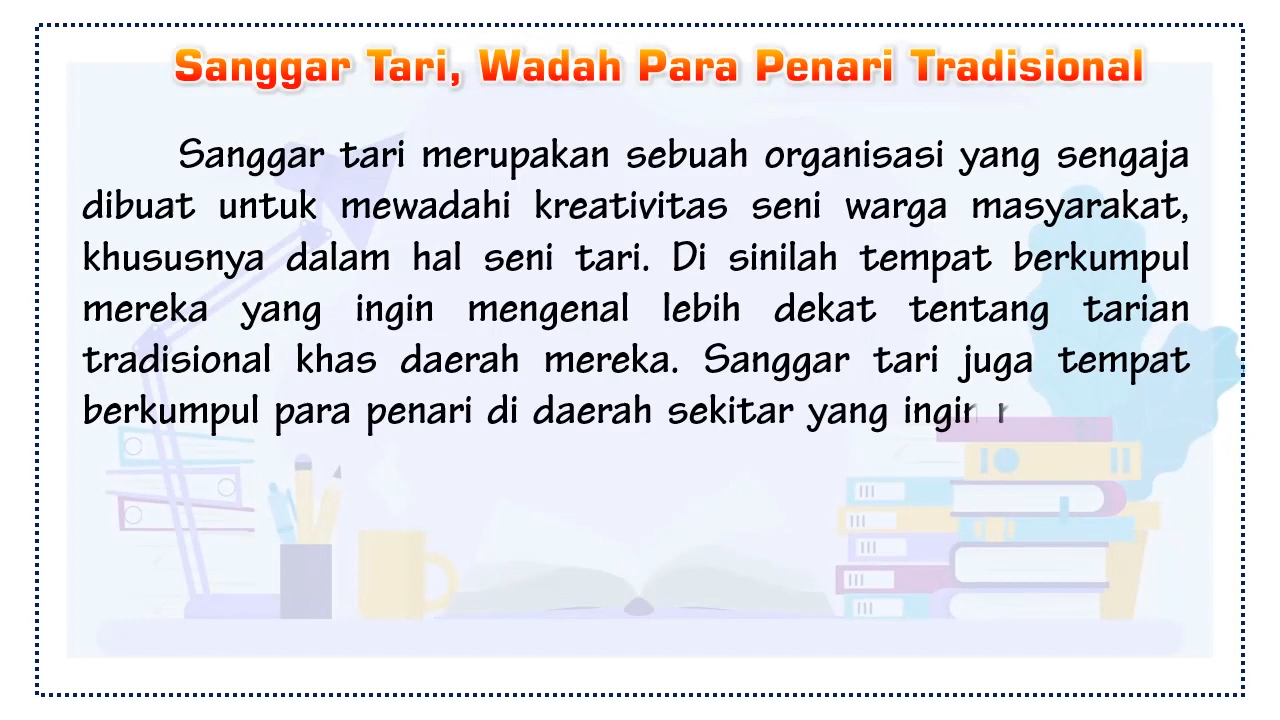 Sanggar Tari, Wadah Para Penari Tradisional
Sanggar tari merupakan sebuah organisasi yang sengaja
dibuat untuk mewadahi kreativitas seni warga masyarakat,
khususnya dalam hal seni tari. Di sinilah tempat berkumpul
mereka yang ingin mengenal lebih dekat tentang tarian
tradisional khas daerah mereka. Sanggar tari juga tempat
berkumpul para penari di daerah sekitar yang ingin